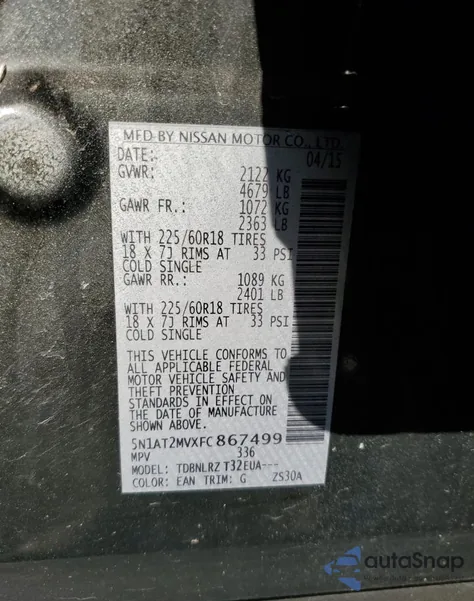 MFD BY NISSAN MOTOR CO., LTD.
DATE: 04/15
GVWR: 2122 KG
4679 LB
GAWR FR.: 1072 KG
2363 LB
WITH 225/60R18 TIRES
18 X 7J RIMS AT 33 PSI
COLD SINGLE
GAWR RR.: 1089 KG
2401 LB
WITH 225/60R18 TIRES
18 X 7J RIMS AT 33 PSI
COLD SINGLE
THIS VEHICLE CONFORMS TO
ALL APPLICABLE FEDERAL
MOTOR VEHICLE SAFETY AND
THEFT PREVENTION
STANDARDS IN EFFECT ON
THE DATE OF MANUFACTURE
SHOWN ABOVE.
5N1AT2MVXFC867499
MPV 336
MODEL: TDBNLRZ T32EUA---
COLOR: EAN TRIM: G ZS30A
autoSnap